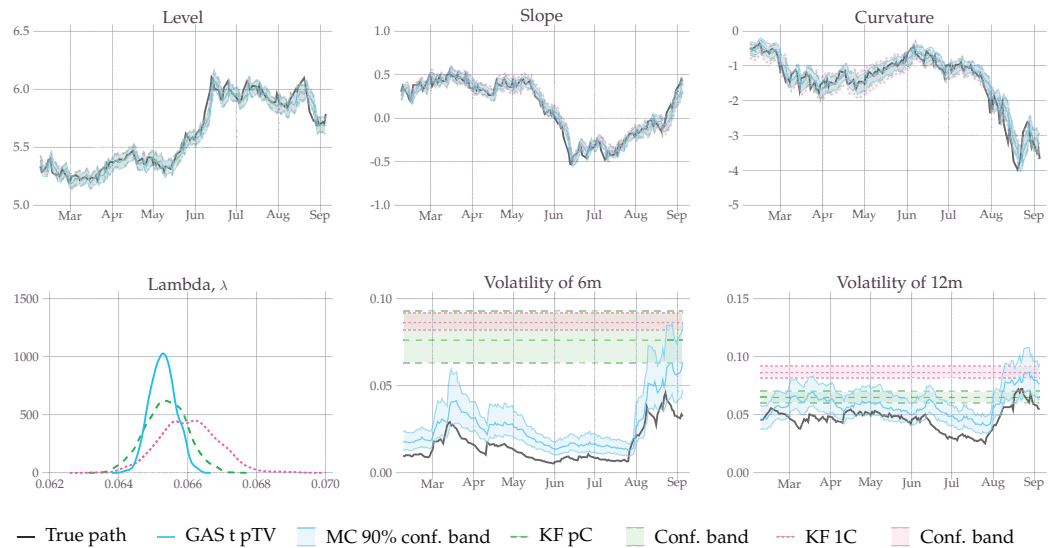 Level
6.5
6.0
5.5
5.0
Mar Apr May Jun Jul Aug Sep
Slope
1.0
0.5
0.0
-0.5
-1.0
Mar Apr May Jun Jul Aug Sep
Curvature
0
-1
-2
-3
-4
-5
Mar Apr May Jun Jul Aug Sep
Lambda, λ
1500
1000
500
0
0.062 0.064 0.066 0.068 0.070
Volatility of 6m
0.10
0.05
0.00
Mar Apr May Jun Jul Aug Sep
Volatility of 12m
0.15
0.10
0.05
0.00
Mar Apr May Jun Jul Aug Sep
True path GAS t pTV MC 90% conf. band KF pC Conf. band KF 1C Conf. band